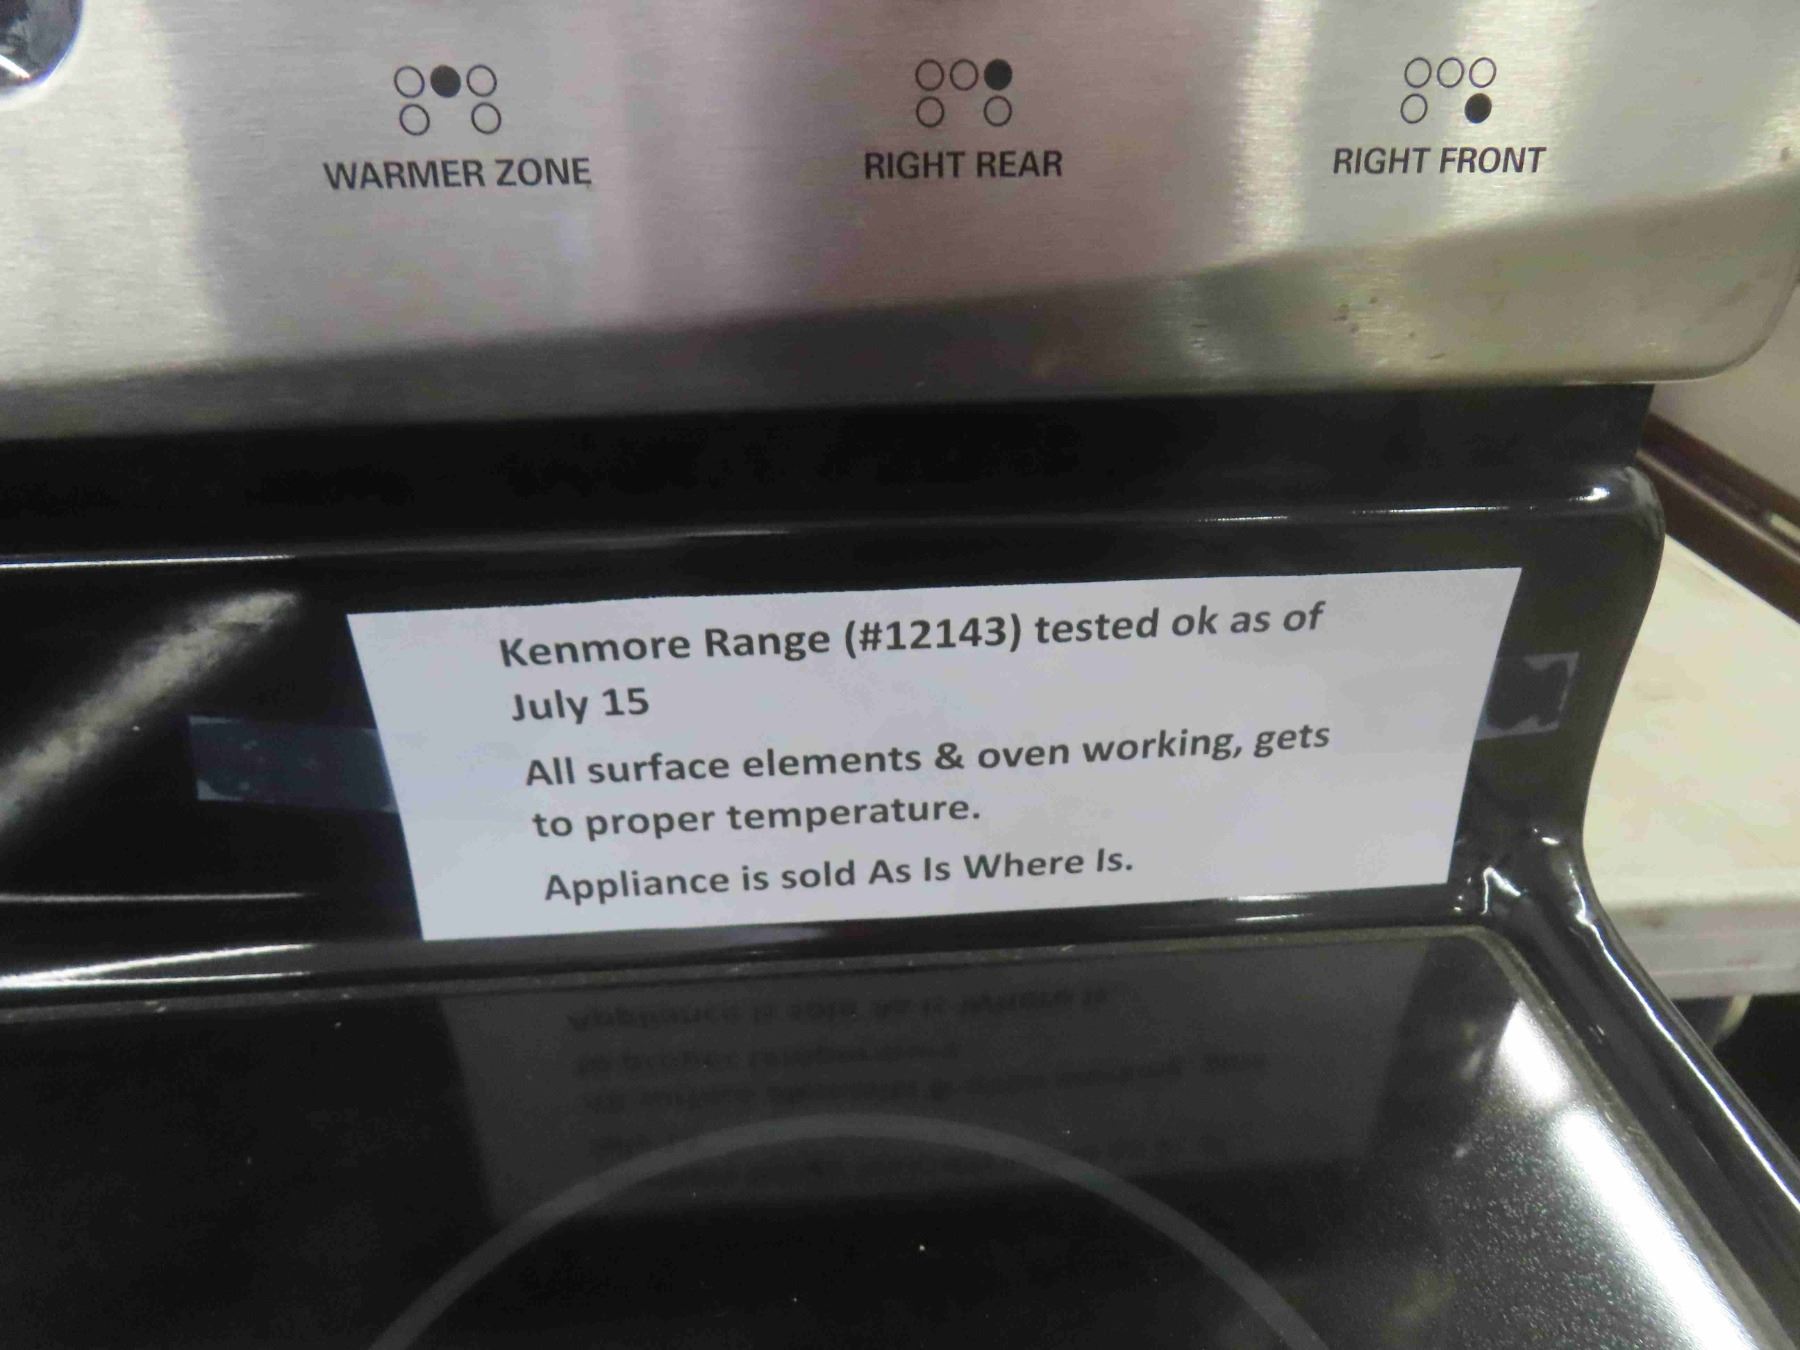 WARMER ZONE
RIGHT REAR
RIGHT FRONT
Kenmore Range (#12143) tested ok as of
July 15
All surface elements & oven working, gets
to proper temperature.
Appliance is sold As Is Where Is.